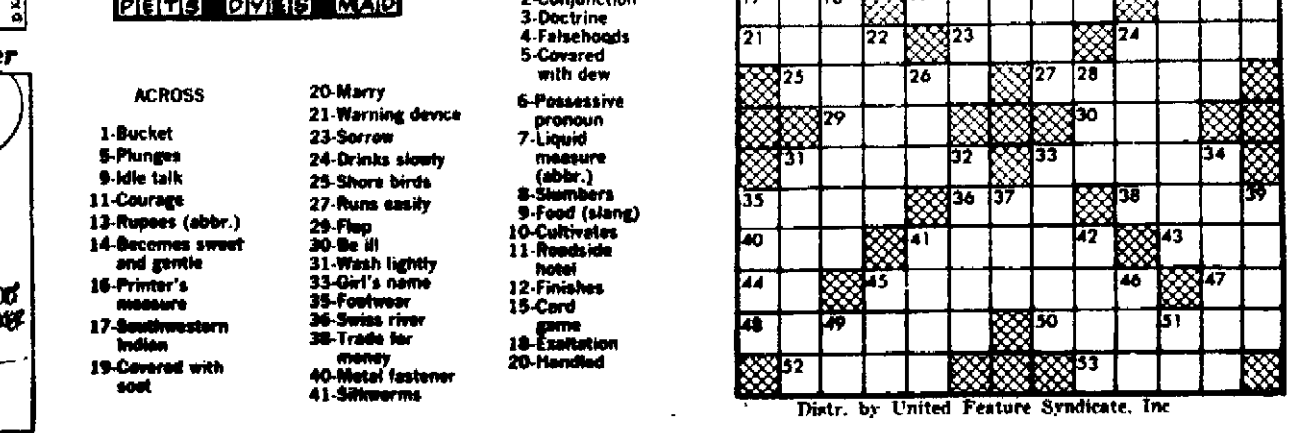 PETS DYES MAD
er
ACROSS
1-Bucket
5-Plunges
9-Idle talk
11-Courage
13-Rupees (abbr.)
14-Becomes sweet
and gentle
16-Printer's
measure
17-Southwestern
Indian
19-Covered with
soot
20-Marry
21-Warning device
23-Sorrow
24-Drinks slowly
25-Shore birds
27-Runs easily
29-Flap
30-Be ill
31-Wash lightly
33-Girl's name
35-Footwear
36-Swiss river
38-Trade for
money
40-Metal fastener
41-Silkworms
2-Conjunction
3-Doctrine
4-Falsehoods
5-Covered
with dew
6-Possessive
pronoun
7-Liquid
measure
(abbr.)
8-Slumbers
9-Food (slang)
10-Cultivates
11-Roadside
hotel
12-Finishes
15-Card
game
18-Exaltation
20-Handled
21 22 23 24
25 26 27 28
29 30
31 32 33 34
35 36 37 38 39
40 41 42 43
44 45 46 47
48 49 50 51
52 53
Distr. by United Feature Syndicate, Inc